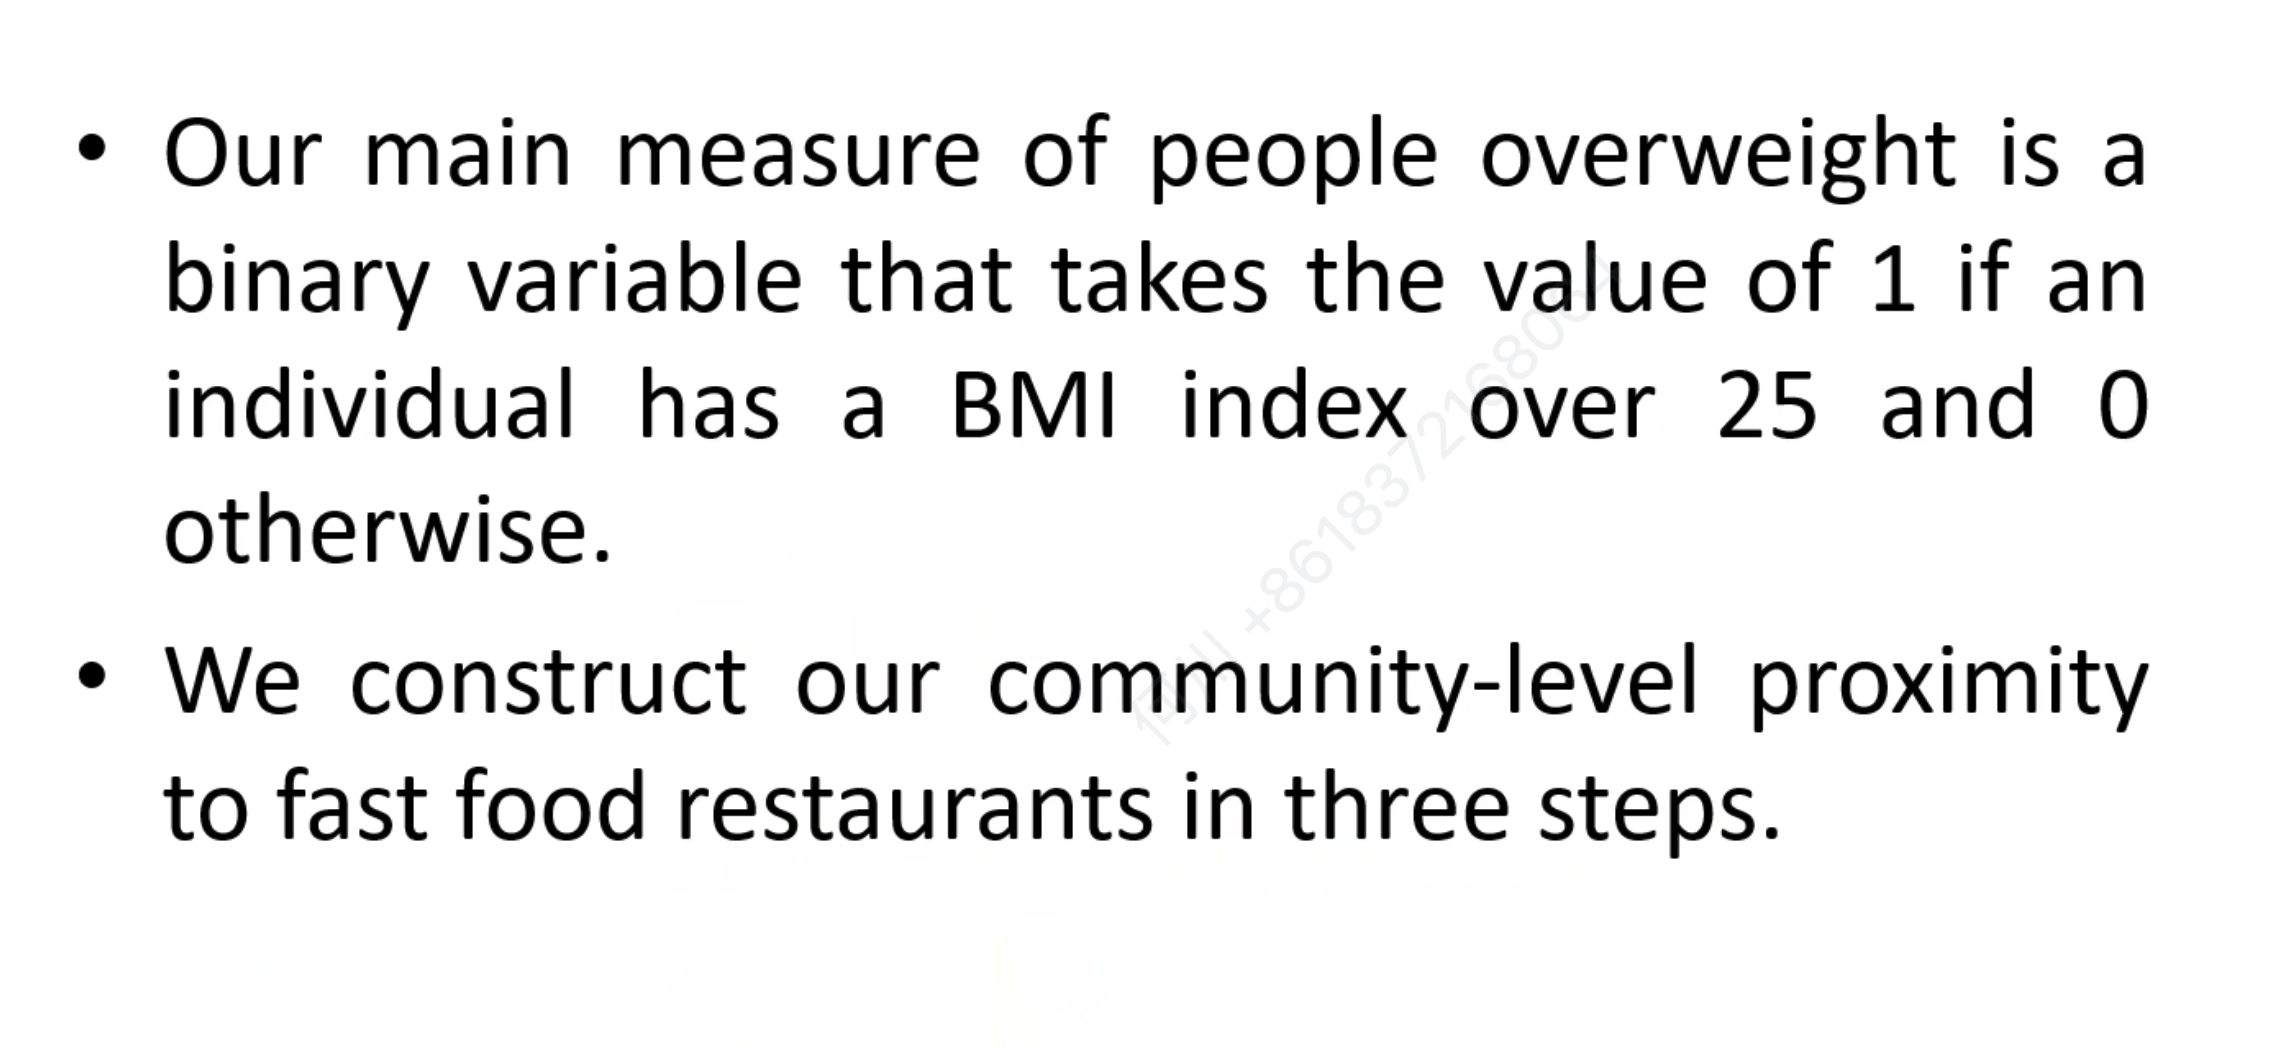 • Our main measure of people overweight is a
binary variable that takes the value of 1 if an
individual has a BMI index over 25 and 0
otherwise.
• We construct our community-level proximity
to fast food restaurants in three steps.